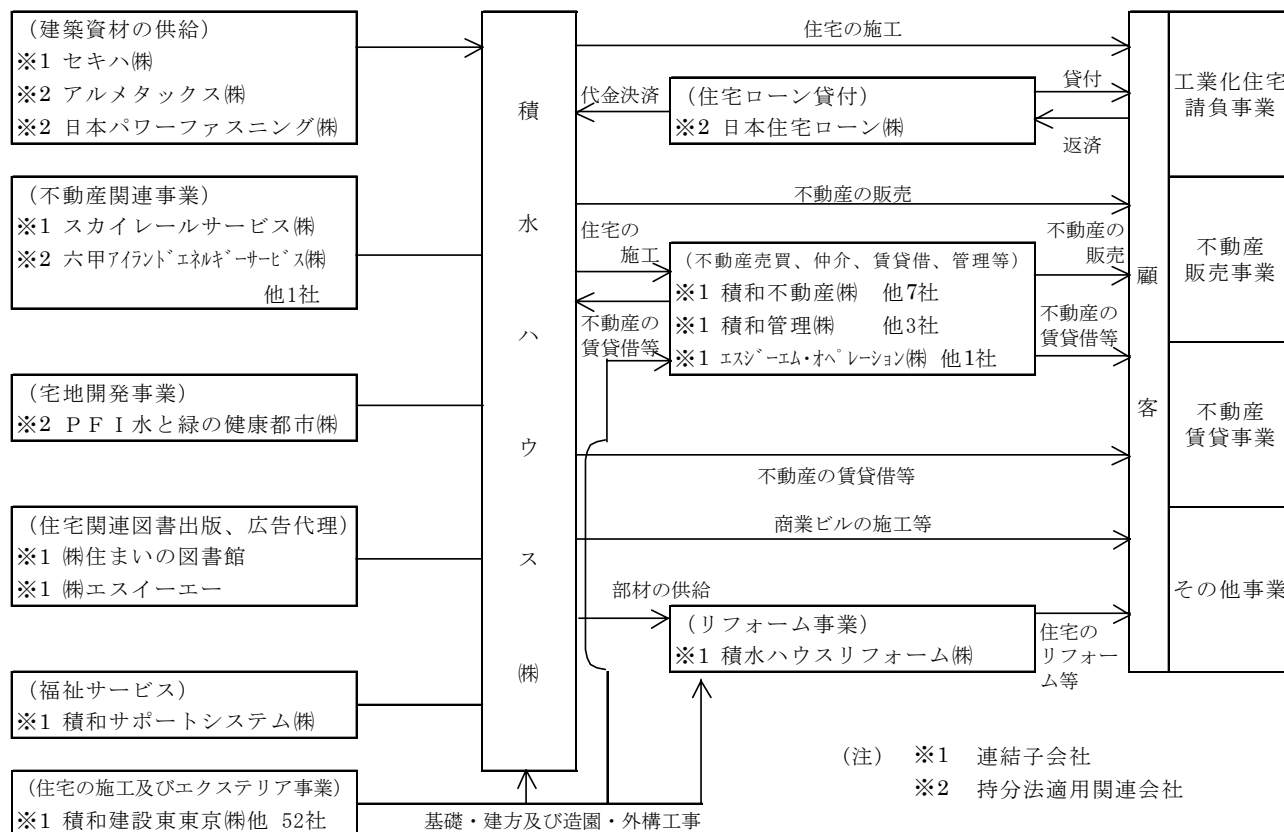 (建築資材の供給)
※1 セキハ㈱
※2 アルメタックス㈱
※2 日本パワーファスニング㈱
(不動産関連事業)
※1 スカイレールサービス㈱
※2 六甲アイランドエネルギーサービス㈱
他1社
(宅地開発事業)
※2 ＰＦＩ水と緑の健康都市㈱
(住宅関連図書出版、広告代理)
※1 ㈱住まいの図書館
※1 ㈱エスイーエー
(福祉サービス)
※1 積和サポートシステム㈱
(住宅の施工及びエクステリア事業)
※1 積和建設東東京㈱他 52社
積水ハウス㈱
住宅の施工
代金決済
(住宅ローン貸付)
※2 日本住宅ローン㈱
貸付
返済
不動産の販売
住宅の
施工
(不動産売買、仲介、賃貸借、管理等)
※1 積和不動産㈱ 他7社
※1 積和管理㈱ 他3社
※1 エスジーエム・オペレーション㈱ 他1社
不動産の
賃貸借等
不動産の
販売
不動産の
賃貸借等
不動産の賃貸借等
商業ビルの施工等
部材の供給
(リフォーム事業)
※1 積水ハウスリフォーム㈱
住宅の
リフォー
ム等
基礎・建方及び造園・外構工事
顧客
工業化住宅
請負事業
不動産
販売事業
不動産
賃貸事業
その他事業
(注) ※1 連結子会社
※2 持分法適用関連会社